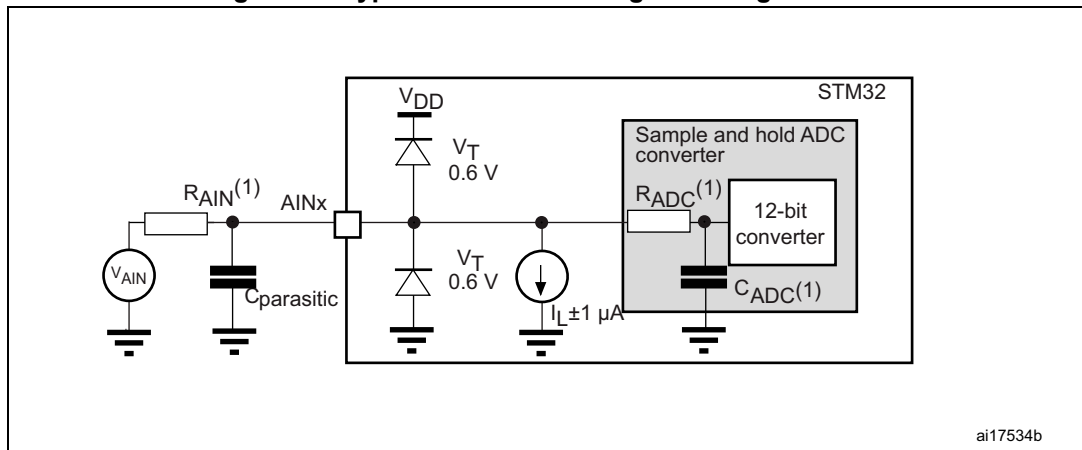 STM32
VDD
VT
0.6 V
Sample and hold ADC
converter
RAIN(1)
AINx
RADC(1)
12-bit
converter
VAIN
Cparasitic
VT
0.6 V
IL±1 µA
CADC(1)
ai17534b